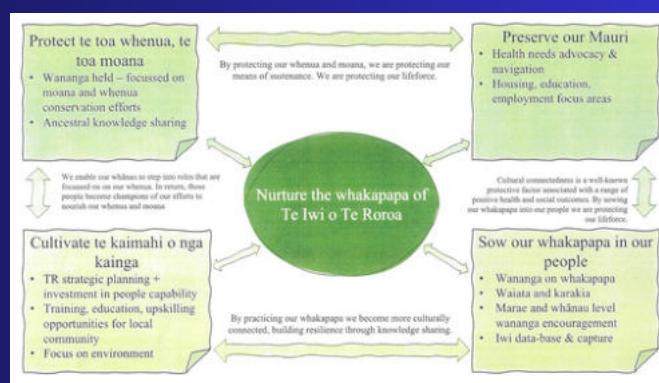 Protect te toa whenua, te
toa moana
• Wananga held – focussed on
moana and whenua
conservation efforts
• Ancestral knowledge sharing
By protecting our whenua and moana, we are protecting our
means of sustenance. We are protecting our lifeforce.
Preserve our Mauri
• Health needs advocacy &
navigation
• Housing, education,
employment focus areas
We enable our whānau to step into roles that are
focussed on on our whenua. In return, those
people become champions of our efforts to
nourish our whenua and moana
Nurture the whakapapa of
Te Iwi o Te Roroa
Cultural connectedness is a well-known
protective factor associated with a range of
positive health and social outcomes. By sowing
our whakapapa into our people we are protecting
our lifeforce.
Cultivate te kaimahi o nga
kainga
• TR strategic planning +
investment in people capability
• Training, education, upskilling
opportunities for local
community
• Focus on environment
By practicing our whakapapa we become more culturally
connected, building resilience through knowledge sharing.
Sow our whakapapa in our
people
• Wananga on whakapapa
• Waiata and karakia
• Marae and whānau level
wananga encouragement
• Iwi data-base & capture